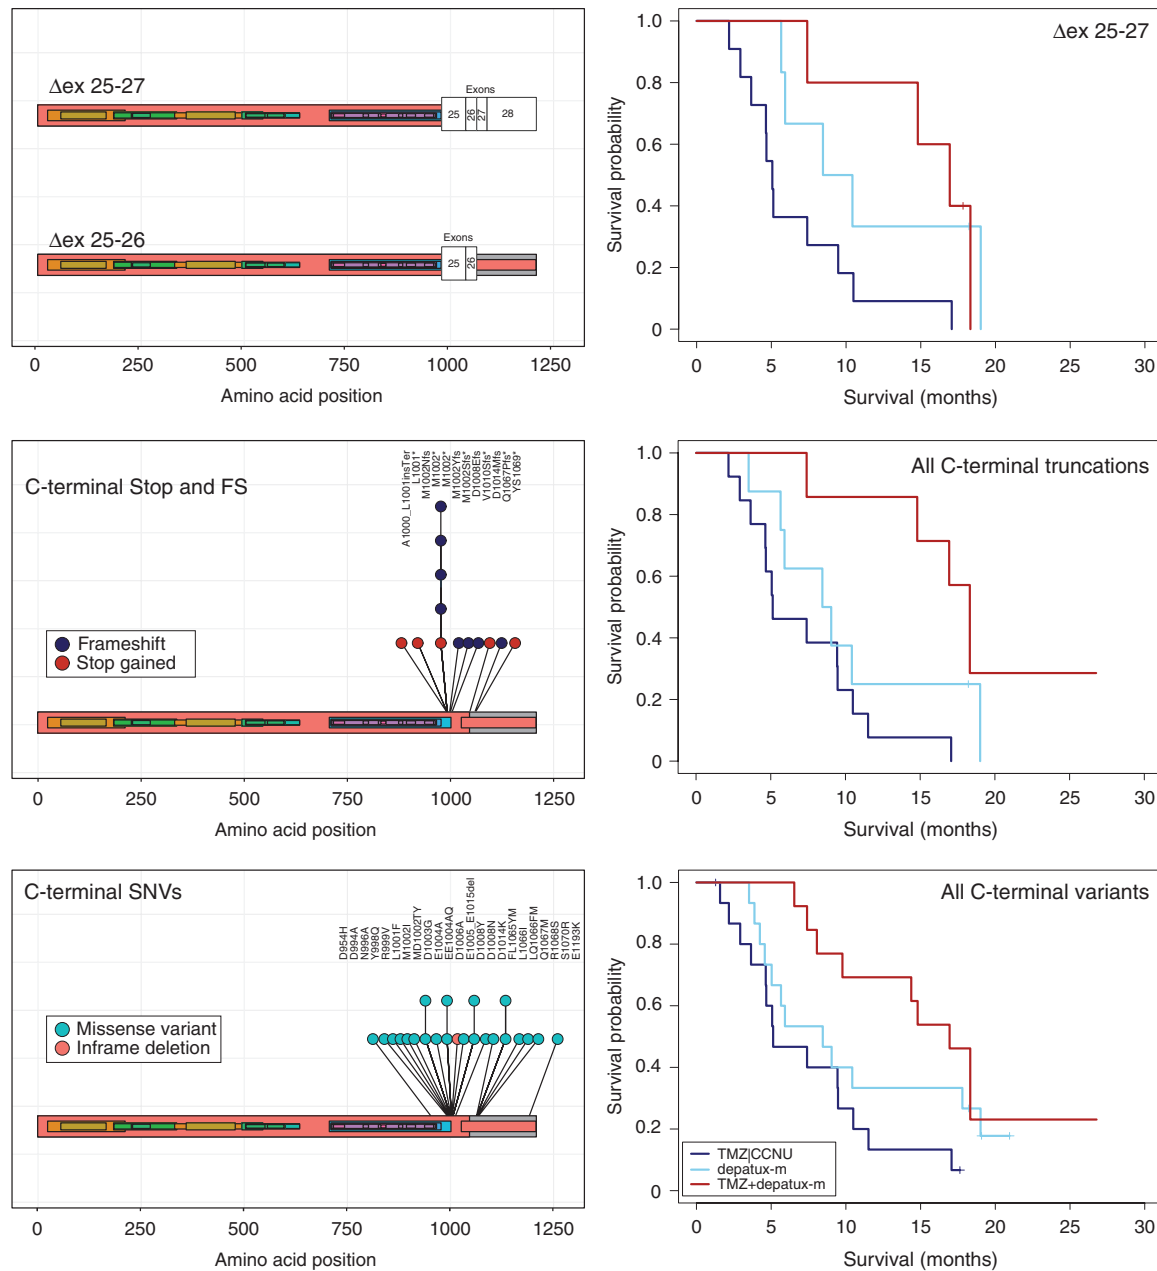 Δex 25-27
Exons
25
26
27
28
Δex 25-26
Exons
25
26
0
250
500
750
1000
1250
Amino acid position
Δex 25-27
1.0
0.8
0.6
0.4
0.2
0
Survival probability
0
5
10
15
20
25
30
Survival (months)
C-terminal Stop and FS
A1000_L1001insTer
L1001*
M1002Nfs
M1002*
M1002*
M1002Yfs
M1002Sfs*
D1008Efs
V1010Sfs*
D1014Mfs
Q1067Pfs*
YS1069*
Frameshift
Stop gained
0
250
500
750
1000
1250
Amino acid position
All C-terminal truncations
1.0
0.8
0.6
0.4
0.2
0
Survival probability
0
5
10
15
20
25
30
Survival (months)
C-terminal SNVs
D954H
D994A
N996A
Y998Q
R999V
L1001F
M1002I
MD1002TY
D1003G
E1004A
EE1004AQ
D1006A
E1005_E1015del
D1008Y
D1008N
D1014K
FL1065YM
L1066I
LQ1066FM
Q1067M
R1068S
S1070R
E1193K
Missense variant
Inframe deletion
0
250
500
750
1000
1250
Amino acid position
All C-terminal variants
1.0
0.8
0.6
0.4
0.2
0
Survival probability
TMZ|CCNU
depatux-m
TMZ+depatux-m
0
5
10
15
20
25
30
Survival (months)